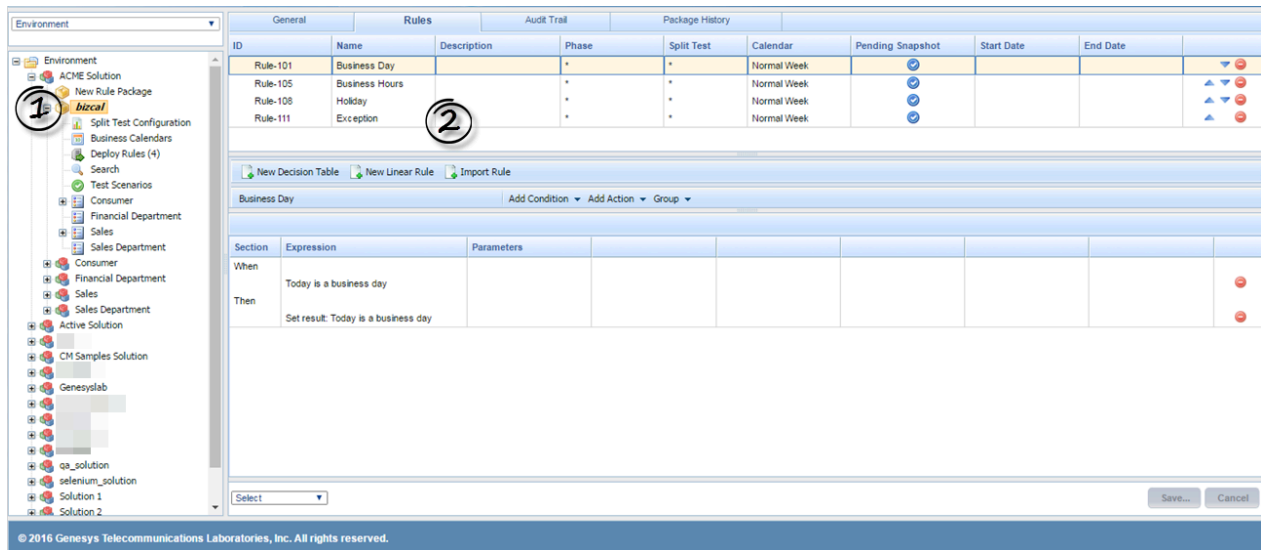 Environment
General Rules Audit Trail Package History
ID Name Description Phase Split Test Calendar Pending Snapshot Start Date End Date
Rule-101 Business Day * * Normal Week
Rule-105 Business Hours * * Normal Week
Rule-108 Holiday * * Normal Week
Rule-111 Exception * * Normal Week
Environment
ACME Solution
New Rule Package
bizcal
Split Test Configuration
Business Calendars
Deploy Rules (4)
Search
Test Scenarios
Consumer
Financial Department
Sales
Sales Department
Consumer
Financial Department
Sales
Sales Department
Active Solution
CM Samples Solution
Genesyslab
qa_solution
selenium_solution
Solution 1
Solution 2
1
2
New Decision Table New Linear Rule Import Rule
Business Day Add Condition Add Action Group
Section Expression Parameters
When
Today is a business day
Then
Set result: Today is a business day
Select Save... Cancel
© 2016 Genesys Telecommunications Laboratories, Inc. All rights reserved.